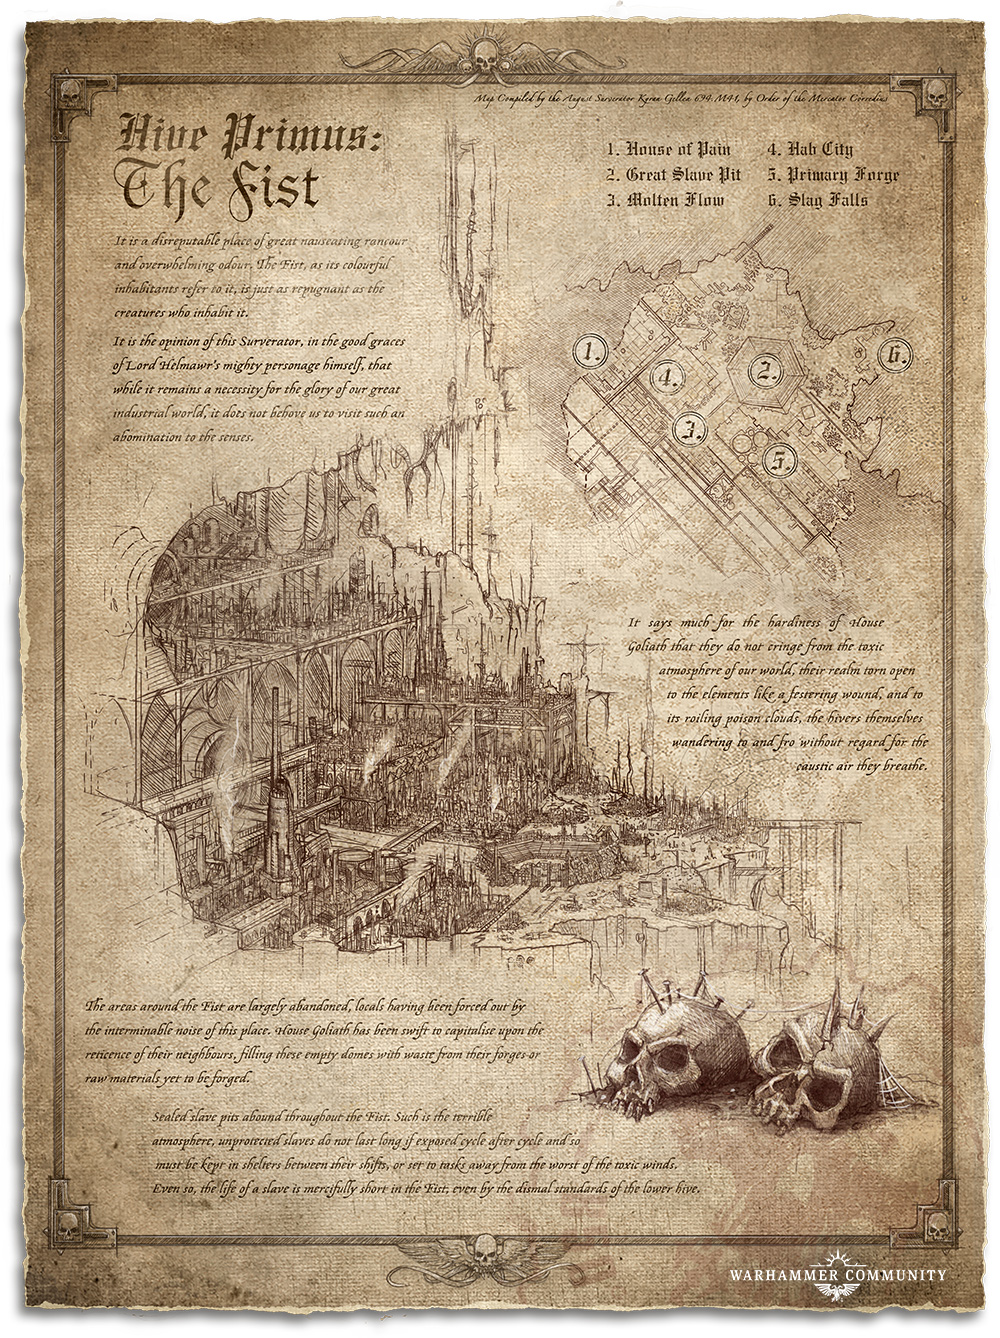 Map Compiled by the August Surverator Kyran Gellen 694.M41, by Order of the Mercator
Hive Primus:
The Fist
1. House of Pain
2. Great Slave Pit
3. Molten Flow
4. Hab City
5. Primary Forge
6. Slag Falls
It is a disreputable place of great nauseating rancour
and overwhelming odour. The Fist, as its colourful
inhabitants refer to it, is just as repugnant as the
creatures who inhabit it.
It is the opinion of this Surverator, in the good graces
of Lord Helmawr's mighty personage himself, that
while it remains a necessity for the glory of our great
industrial world, it does not behove us to visit such an
abomination to the senses.
1.
2.
3.
4.
5.
6.
It says much for the hardiness of House
Goliath that they do not cringe from the toxic
atmosphere of our world, their realm torn open
to the elements like a festering wound, and to
its roiling poison clouds, the hivers themselves
wandering to and fro without regard for the
caustic air they breathe.
The areas around the Fist are largely abandoned, locals having been forced out by
the interminable noise of this place. House Goliath has been swift to capitalise upon the
reticence of their neighbours, filling these empty domes with waste from their forges or
raw materials yet to be forged.
Sealed slave pits abound throughout the Fist. Such is the terrible
atmosphere, unprotected slaves do not last long if exposed cycle after cycle and so
must be kept in shelters between their shifts, or set to tasks away from the worst of the toxic winds.
Even so, the life of a slave is mercifully short in the Fist, even by the dismal standards of the lower hive.
WARHAMMER COMMUNITY